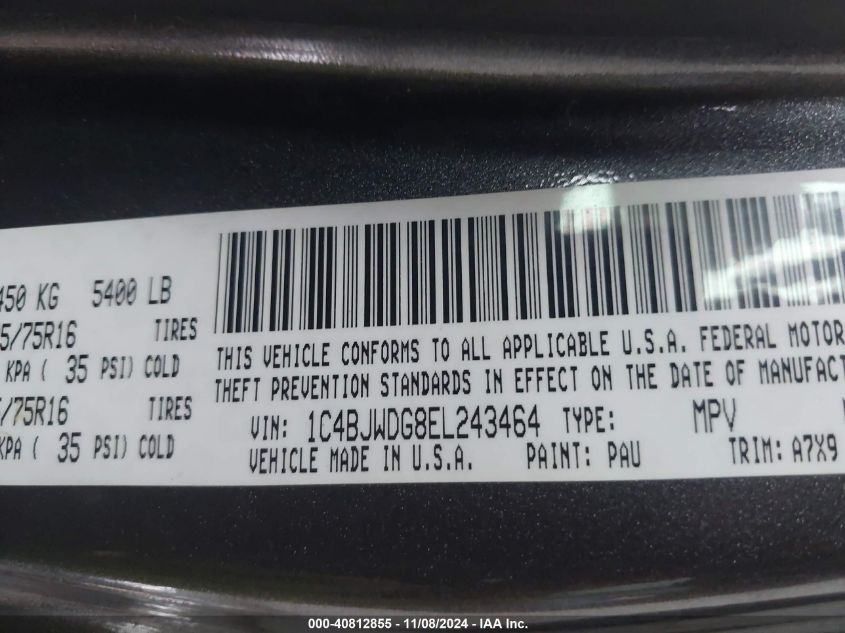 450 KG 5400 LB
5/75R16 TIRES
KPA ( 35 PSI) COLD
/75R16 TIRES
KPA ( 35 PSI) COLD
THIS VEHICLE CONFORMS TO ALL APPLICABLE U.S.A. FEDERAL MOTOR
THEFT PREVENTION STANDARDS IN EFFECT ON THE DATE OF MANUFACT
VIN: 1C4BJWDG8EL243464 TYPE: MPV
VEHICLE MADE IN U.S.A. PAINT: PAU TRIM: A7X9
000-40812855 - 11/08/2024 - IAA Inc.